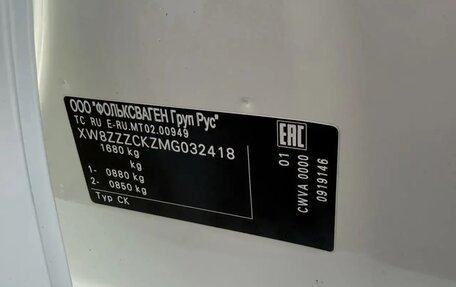 ООО "ФОЛЬКСВАГЕН Груп Рус"
TC RU E-RU.MT02.00949
XW8ZZZCKZMG032418
1680 kg
kg
1- 0880 kg
2- 0850 kg
Typ CK
EAC
01
CWVA 0000
0919146